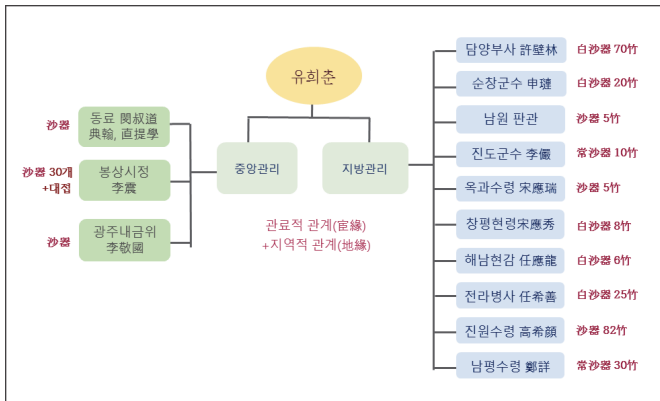 유희춘
중앙관리
지방관리
관료적 관계(宦緣)
+지역적 관계(地緣)
沙器
동료 閔叔道
典輸, 直提學
沙器 30개
+대접
봉상시정
李震
沙器
광주내금위
李敬國
담양부사 許壁林 白沙器 70竹
순창군수 申璉 白沙器 20竹
남원 판관 沙器 5竹
진도군수 李儼 常沙器 10竹
옥과수령 宋應瑞 沙器 5竹
창평현령宋應秀 白沙器 8竹
해남현감 任應龍 白沙器 6竹
전라병사 任希善 白沙器 25竹
진원수령 高希顔 沙器 82竹
남평수령 鄭詳 常沙器 30竹